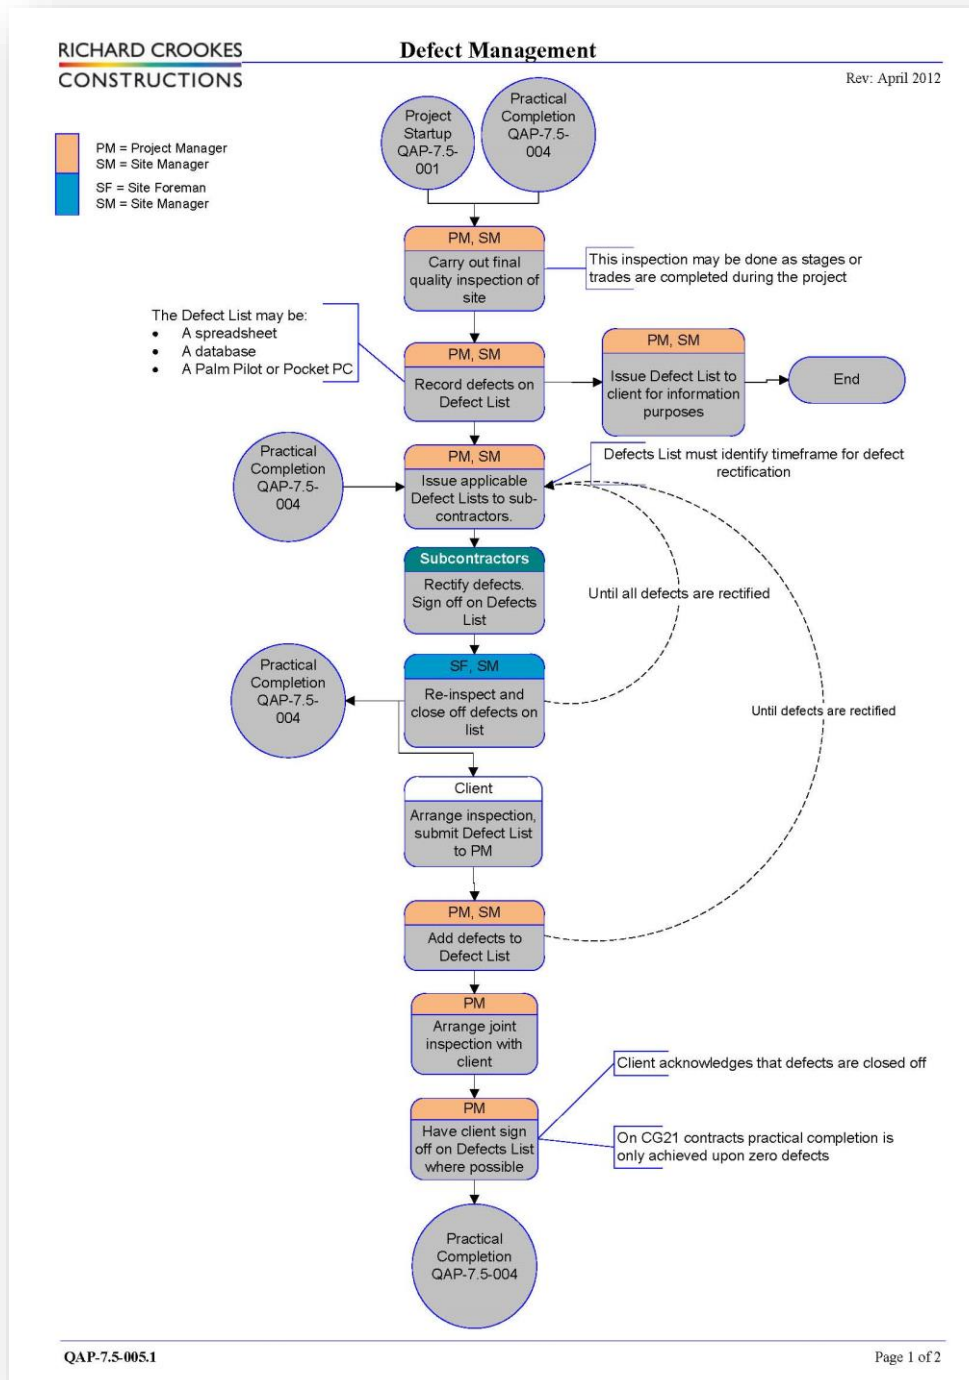 RICHARD CROOKES
CONSTRUCTIONS
Defect Management
Rev: April 2012
PM = Project Manager
SM = Site Manager
SF = Site Foreman
SM = Site Manager
Project
Startup
QAP-7.5-
001
Practical
Completion
QAP-7.5-
004
PM, SM
Carry out final
quality inspection of
site
This inspection may be done as stages or
trades are completed during the project
The Defect List may be:
• A spreadsheet
• A database
• A Palm Pilot or Pocket PC
PM, SM
Record defects on
Defect List
PM, SM
Issue Defect List to
client for information
purposes
End
Practical
Completion
QAP-7.5-
004
PM, SM
Issue applicable
Defect Lists to sub-
contractors.
Defects List must identify timeframe for defect
rectification
Subcontractors
Rectify defects.
Sign off on Defects
List
Until all defects are rectified
Practical
Completion
QAP-7.5-
004
SF, SM
Re-inspect and
close off defects on
list
Until defects are rectified
Client
Arrange inspection,
submit Defect List
to PM
PM, SM
Add defects to
Defect List
PM
Arrange joint
inspection with
client
PM
Have client sign
off on Defects List
where possible
Client acknowledges that defects are closed off
On CG21 contracts practical completion is
only achieved upon zero defects
Practical
Completion
QAP-7.5-004
QAP-7.5-005.1
Page 1 of 2